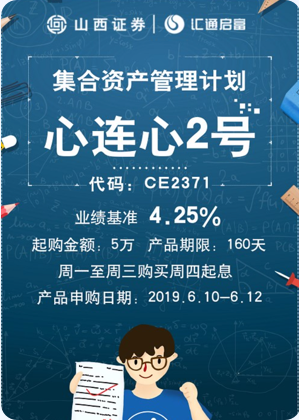 山西证券 汇通启富
集合资产管理计划
心连心2号
代码：CE2371
业绩基准 4.25%
起购金额：5万 产品期限：160天
周一至周三购买周四起息
产品申购日期：2019.6.10—6.12